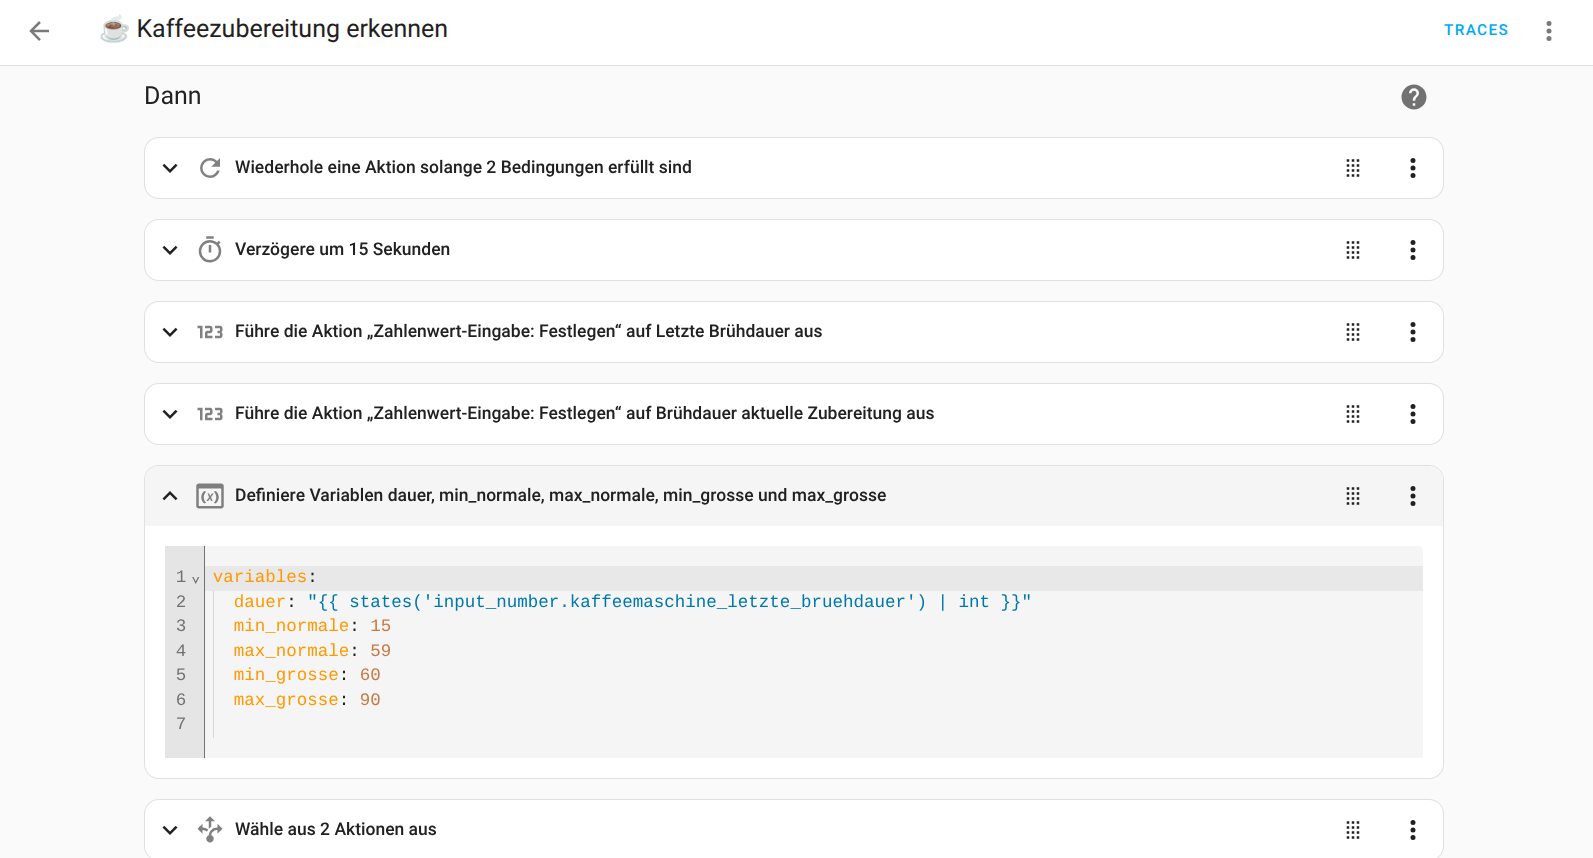 ☕ Kaffeezubereitung erkennen
TRACES
Dann
Wiederhole eine Aktion solange 2 Bedingungen erfüllt sind
Verzögere um 15 Sekunden
123 Führe die Aktion „Zahlenwert-Eingabe: Festlegen“ auf Letzte Brühdauer aus
123 Führe die Aktion „Zahlenwert-Eingabe: Festlegen“ auf Brühdauer aktuelle Zubereitung aus
(x) Definiere Variablen dauer, min_normale, max_normale, min_grosse und max_grosse
1 variables:
2 dauer: "{{ states('input_number.kaffeemaschine_letzte_bruehdauer') | int }}"
3 min_normale: 15
4 max_normale: 59
5 min_grosse: 60
6 max_grosse: 90
7
Wähle aus 2 Aktionen aus